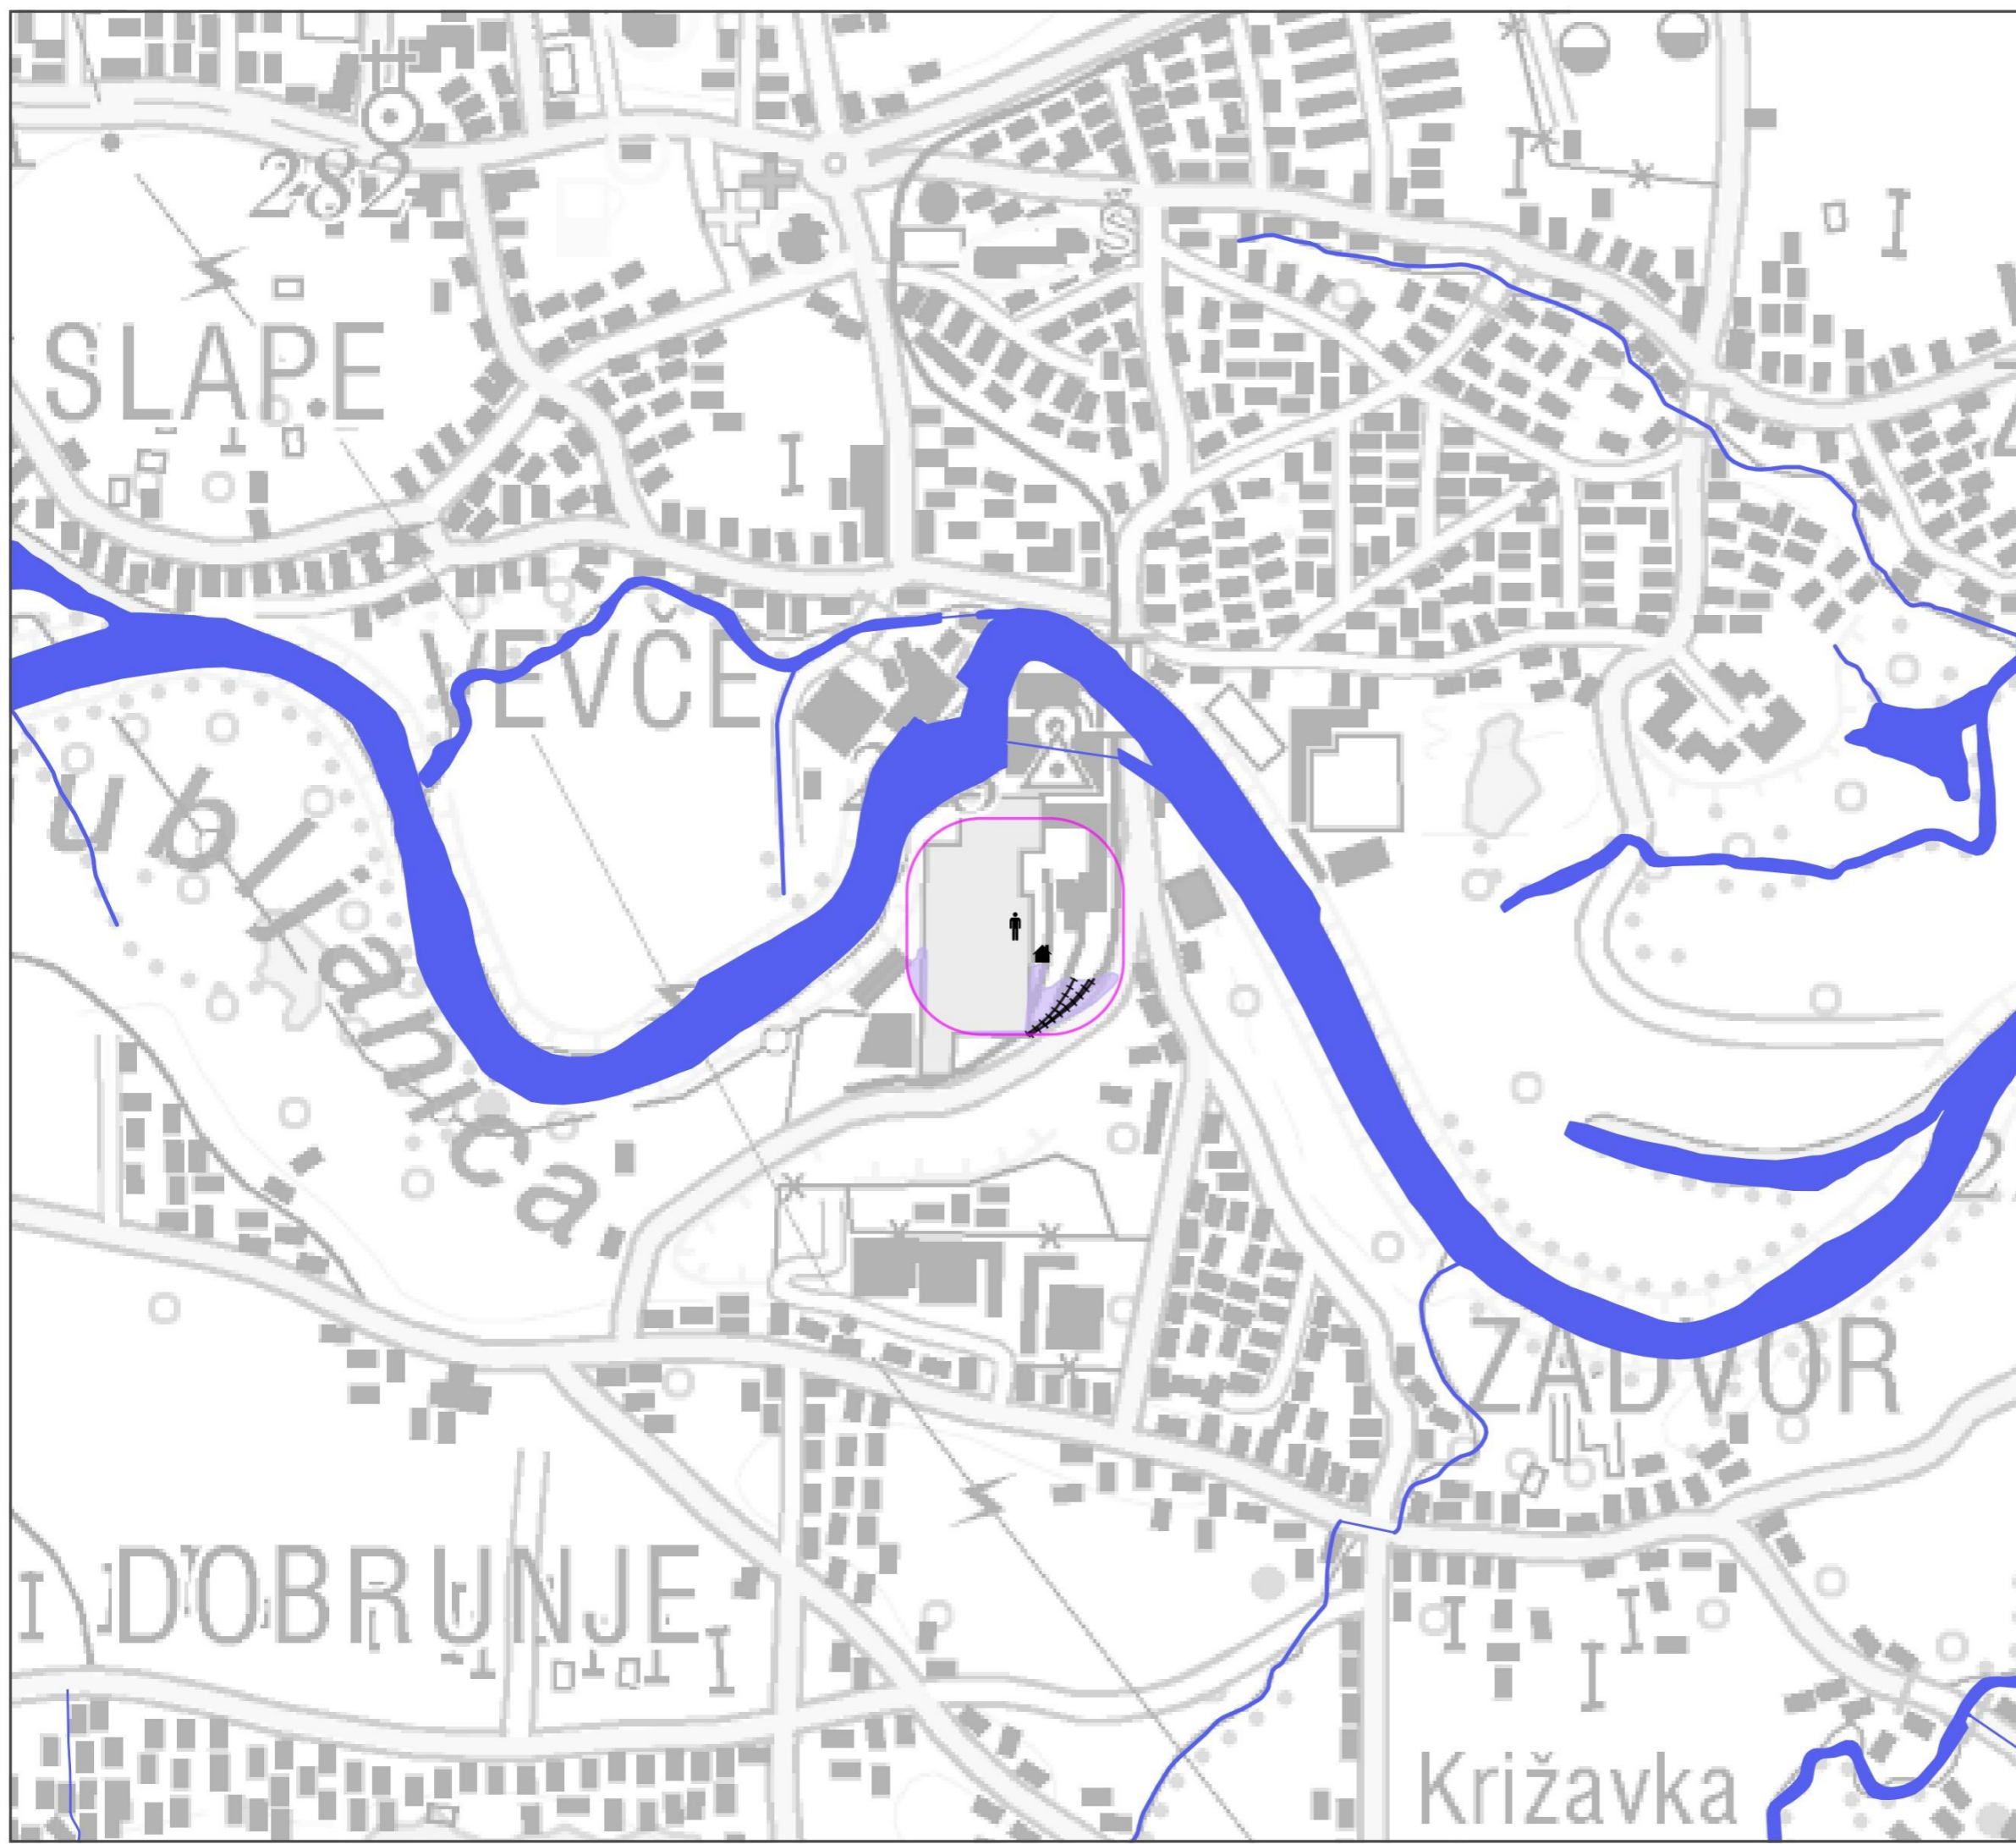 282
Š
SLAPE
VEVČE
ubljanica
ZADVOR
DOBRUNJE
Križavka